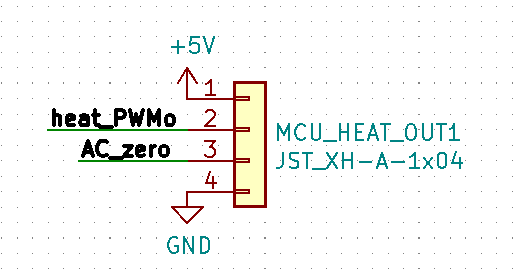 +5V
1
heat_PWMo 2
AC_zero 3
4
MCU_HEAT_OUT1
JST_XH-A-1x04
GND